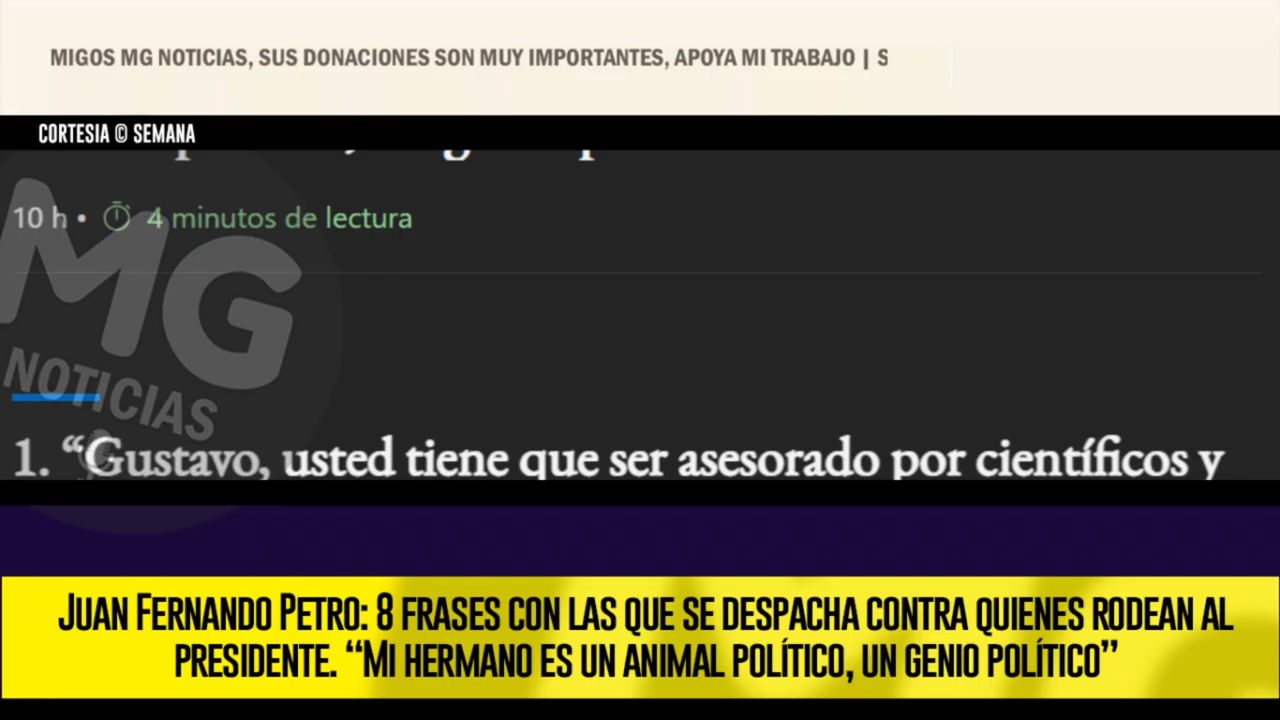 MIGOS MG NOTICIAS, SUS DONACIONES SON MUY IMPORTANTES, APOYA MI TRABAJO | S
CORTESIA © SEMANA
10 h • 4 minutos de lectura
MG
NOTICIAS
1. “Gustavo, usted tiene que ser asesorado por científicos y
JUAN FERNANDO PETRO: 8 FRASES CON LAS QUE SE DESPACHA CONTRA QUIENES RODEAN AL
PRESIDENTE. “MI HERMANO ES UN ANIMAL POLÍTICO, UN GENIO POLÍTICO”